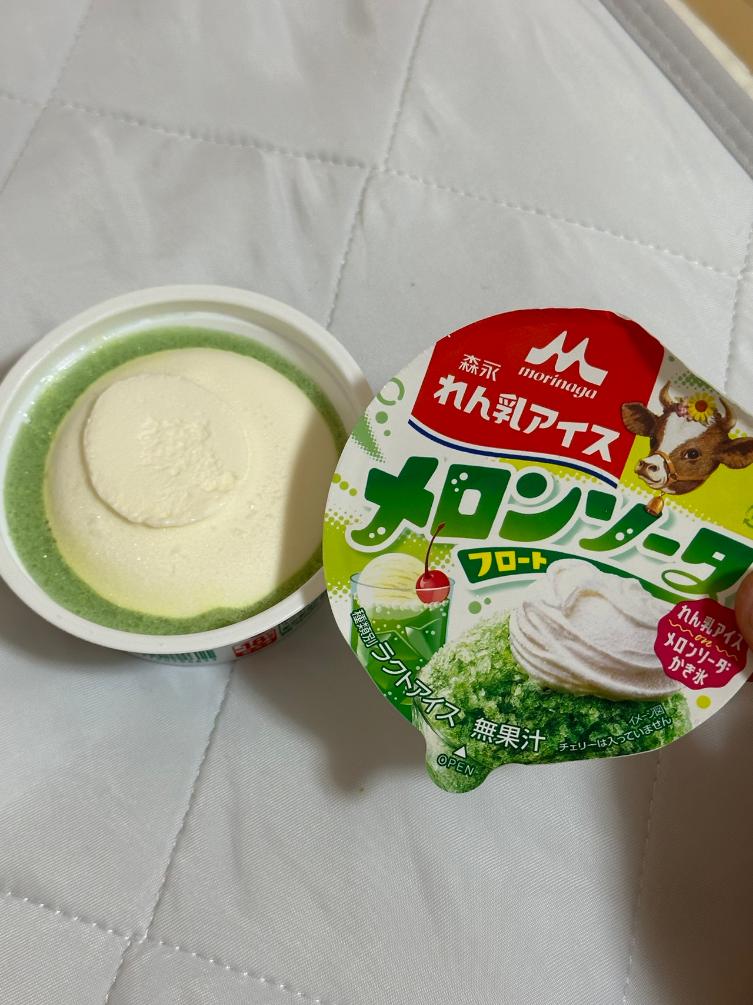 森永
morinaga
れん乳アイス
メロンソーダ
フロート
れん乳アイス
on
メロンソーダ
かき氷
種類別 ラクトアイス
無果汁
イメージ図
チェリーは入っていません
OPEN